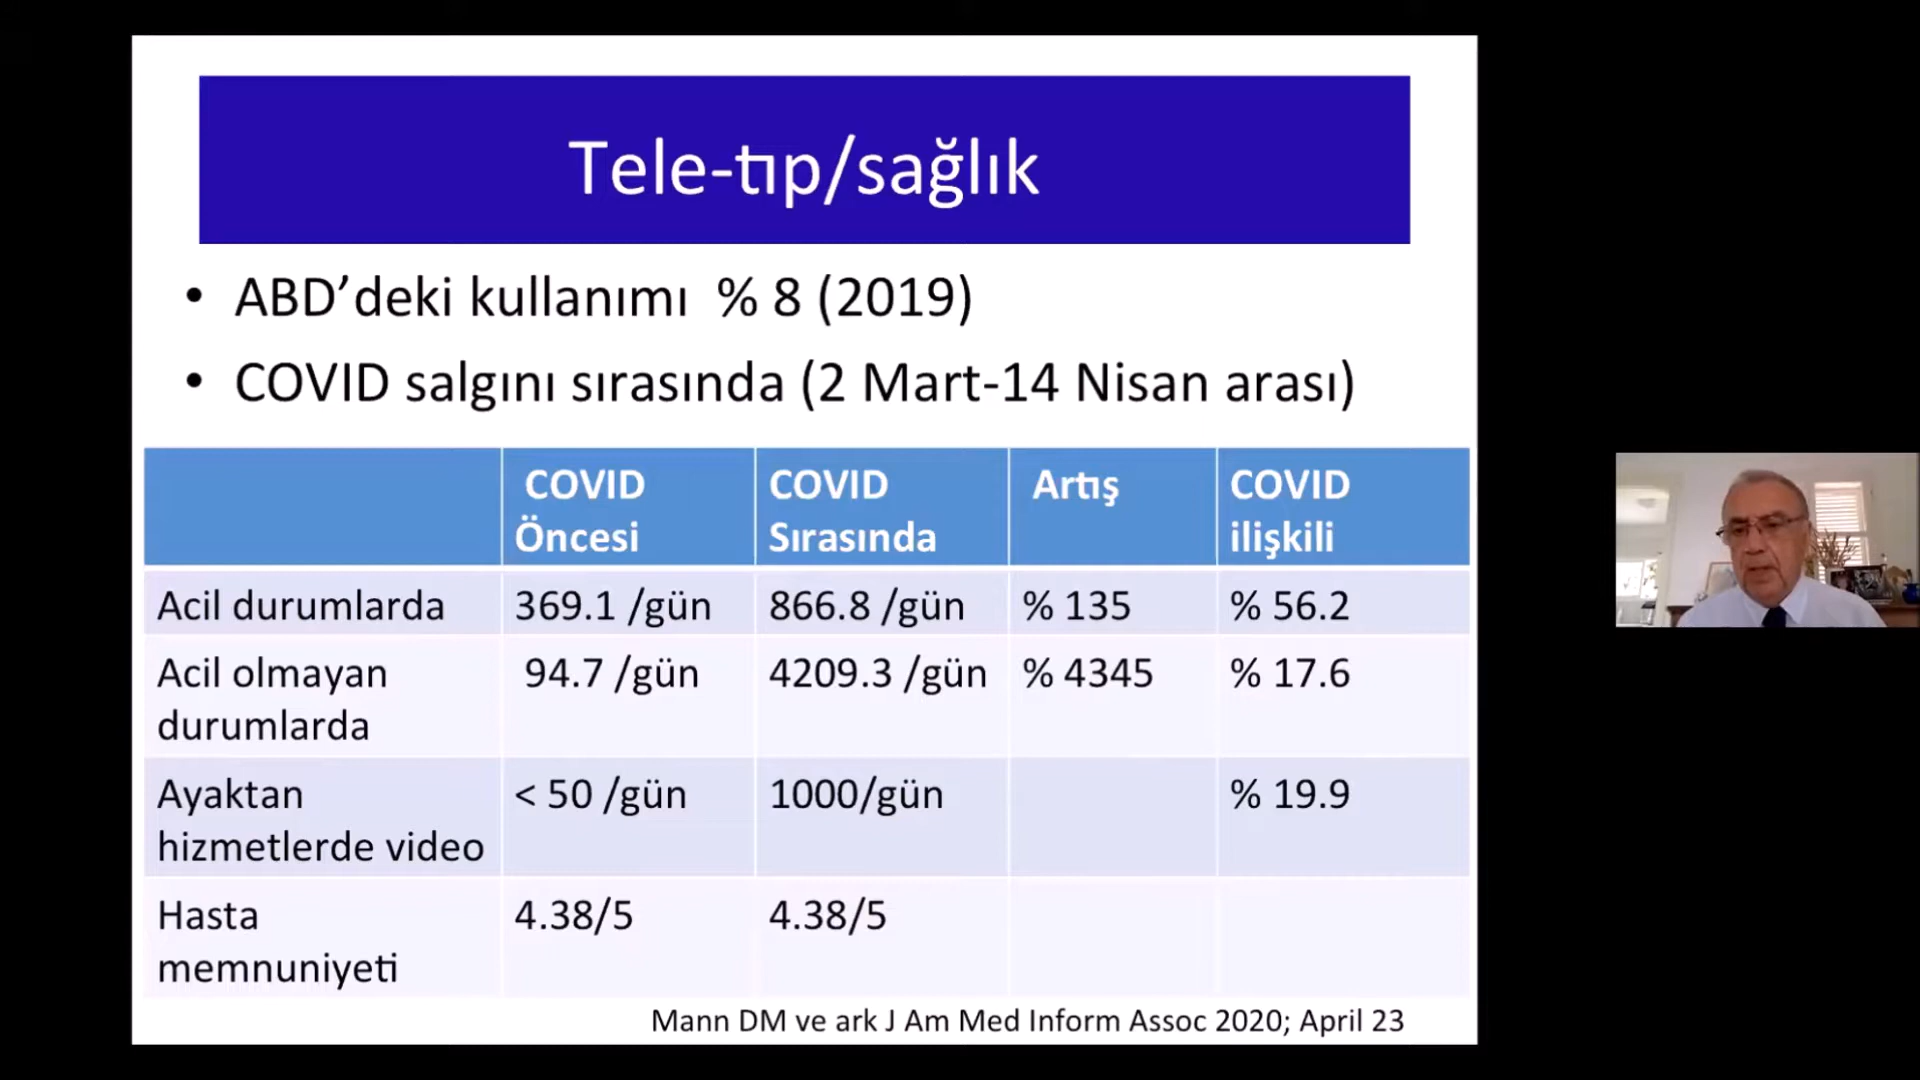 Tele-tıp/sağlık
• ABD’deki kullanımı % 8 (2019)
• COVID salgını sırasında (2 Mart-14 Nisan arası)
COVID Öncesi COVID Sırasında Artış COVID ilişkili
Acil durumlarda 369.1 /gün 866.8 /gün % 135 % 56.2
Acil olmayan durumlarda 94.7 /gün 4209.3 /gün % 4345 % 17.6
Ayaktan hizmetlerde video < 50 /gün 1000/gün % 19.9
Hasta memnuniyeti 4.38/5 4.38/5
Mann DM ve ark J Am Med Inform Assoc 2020; April 23